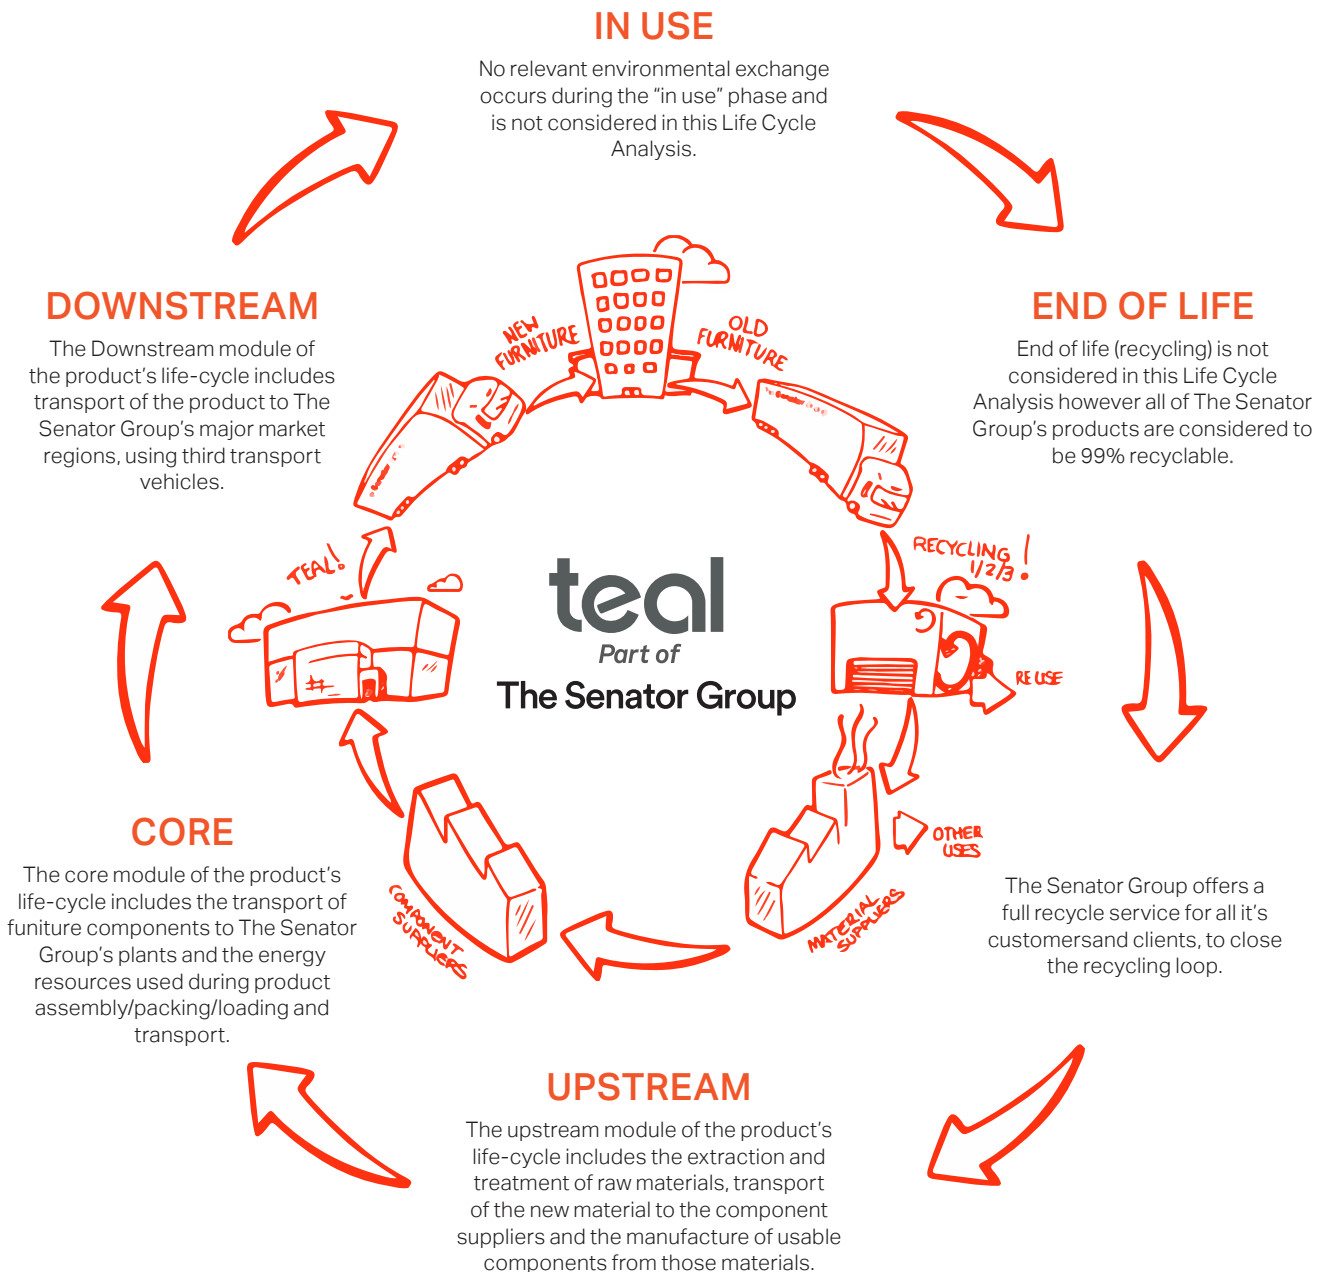 IN USE
No relevant environmental exchange
occurs during the “in use” phase and
is not considered in this Life Cycle
Analysis.
DOWNSTREAM
The Downstream module of
the product’s life-cycle includes
transport of the product to The
Senator Group’s major market
regions, using third transport
vehicles.
END OF LIFE
End of life (recycling) is not
considered in this Life Cycle
Analysis however all of The Senator
Group’s products are considered to
be 99% recyclable.
NEW
FURNITURE
OLD
FURNITURE
Senator
Senator
TEAL!
RECYCLING !
1/2/3
RE USE
teal
Part of
The Senator Group
OTHER
USES
MATERIAL
SUPPLIERS
COMPONENT
SUPPLIERS
CORE
The core module of the product’s
life-cycle includes the transport of
funiture components to The Senator
Group’s plants and the energy
resources used during product
assembly/packing/loading and
transport.
The Senator Group offers a
full recycle service for all it’s
customersand clients, to close
the recycling loop.
UPSTREAM
The upstream module of the product’s
life-cycle includes the extraction and
treatment of raw materials, transport
of the new material to the component
suppliers and the manufacture of usable
components from those materials.